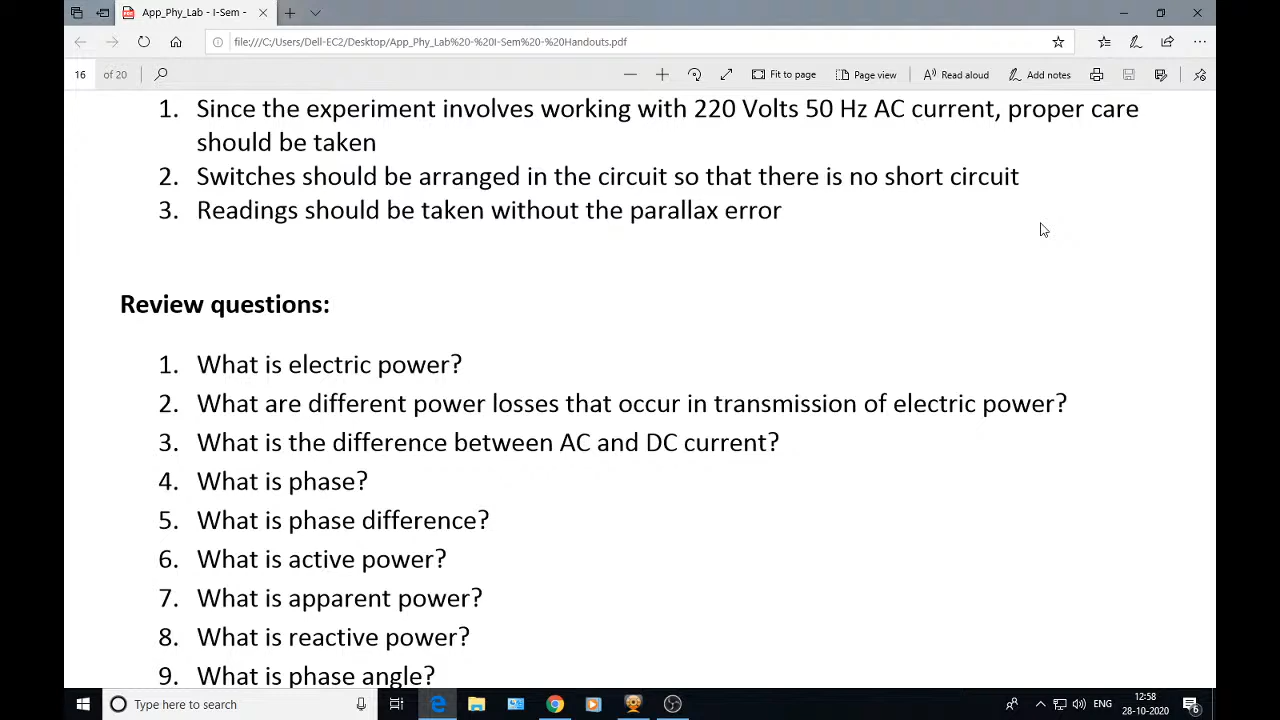 App_Phy_Lab - I-Sem -
file:///C:/Users/Dell-EC2/Desktop/App_Phy_Lab%20-%20I-Sem%20-%20Handouts.pdf
16 of 20 Fit to page Page view Read aloud Add notes
1. Since the experiment involves working with 220 Volts 50 Hz AC current, proper care
should be taken
2. Switches should be arranged in the circuit so that there is no short circuit
3. Readings should be taken without the parallax error
Review questions:
1. What is electric power?
2. What are different power losses that occur in transmission of electric power?
3. What is the difference between AC and DC current?
4. What is phase?
5. What is phase difference?
6. What is active power?
7. What is apparent power?
8. What is reactive power?
9. What is phase angle?
Type here to search
ENG
12:58
28-10-2020
6